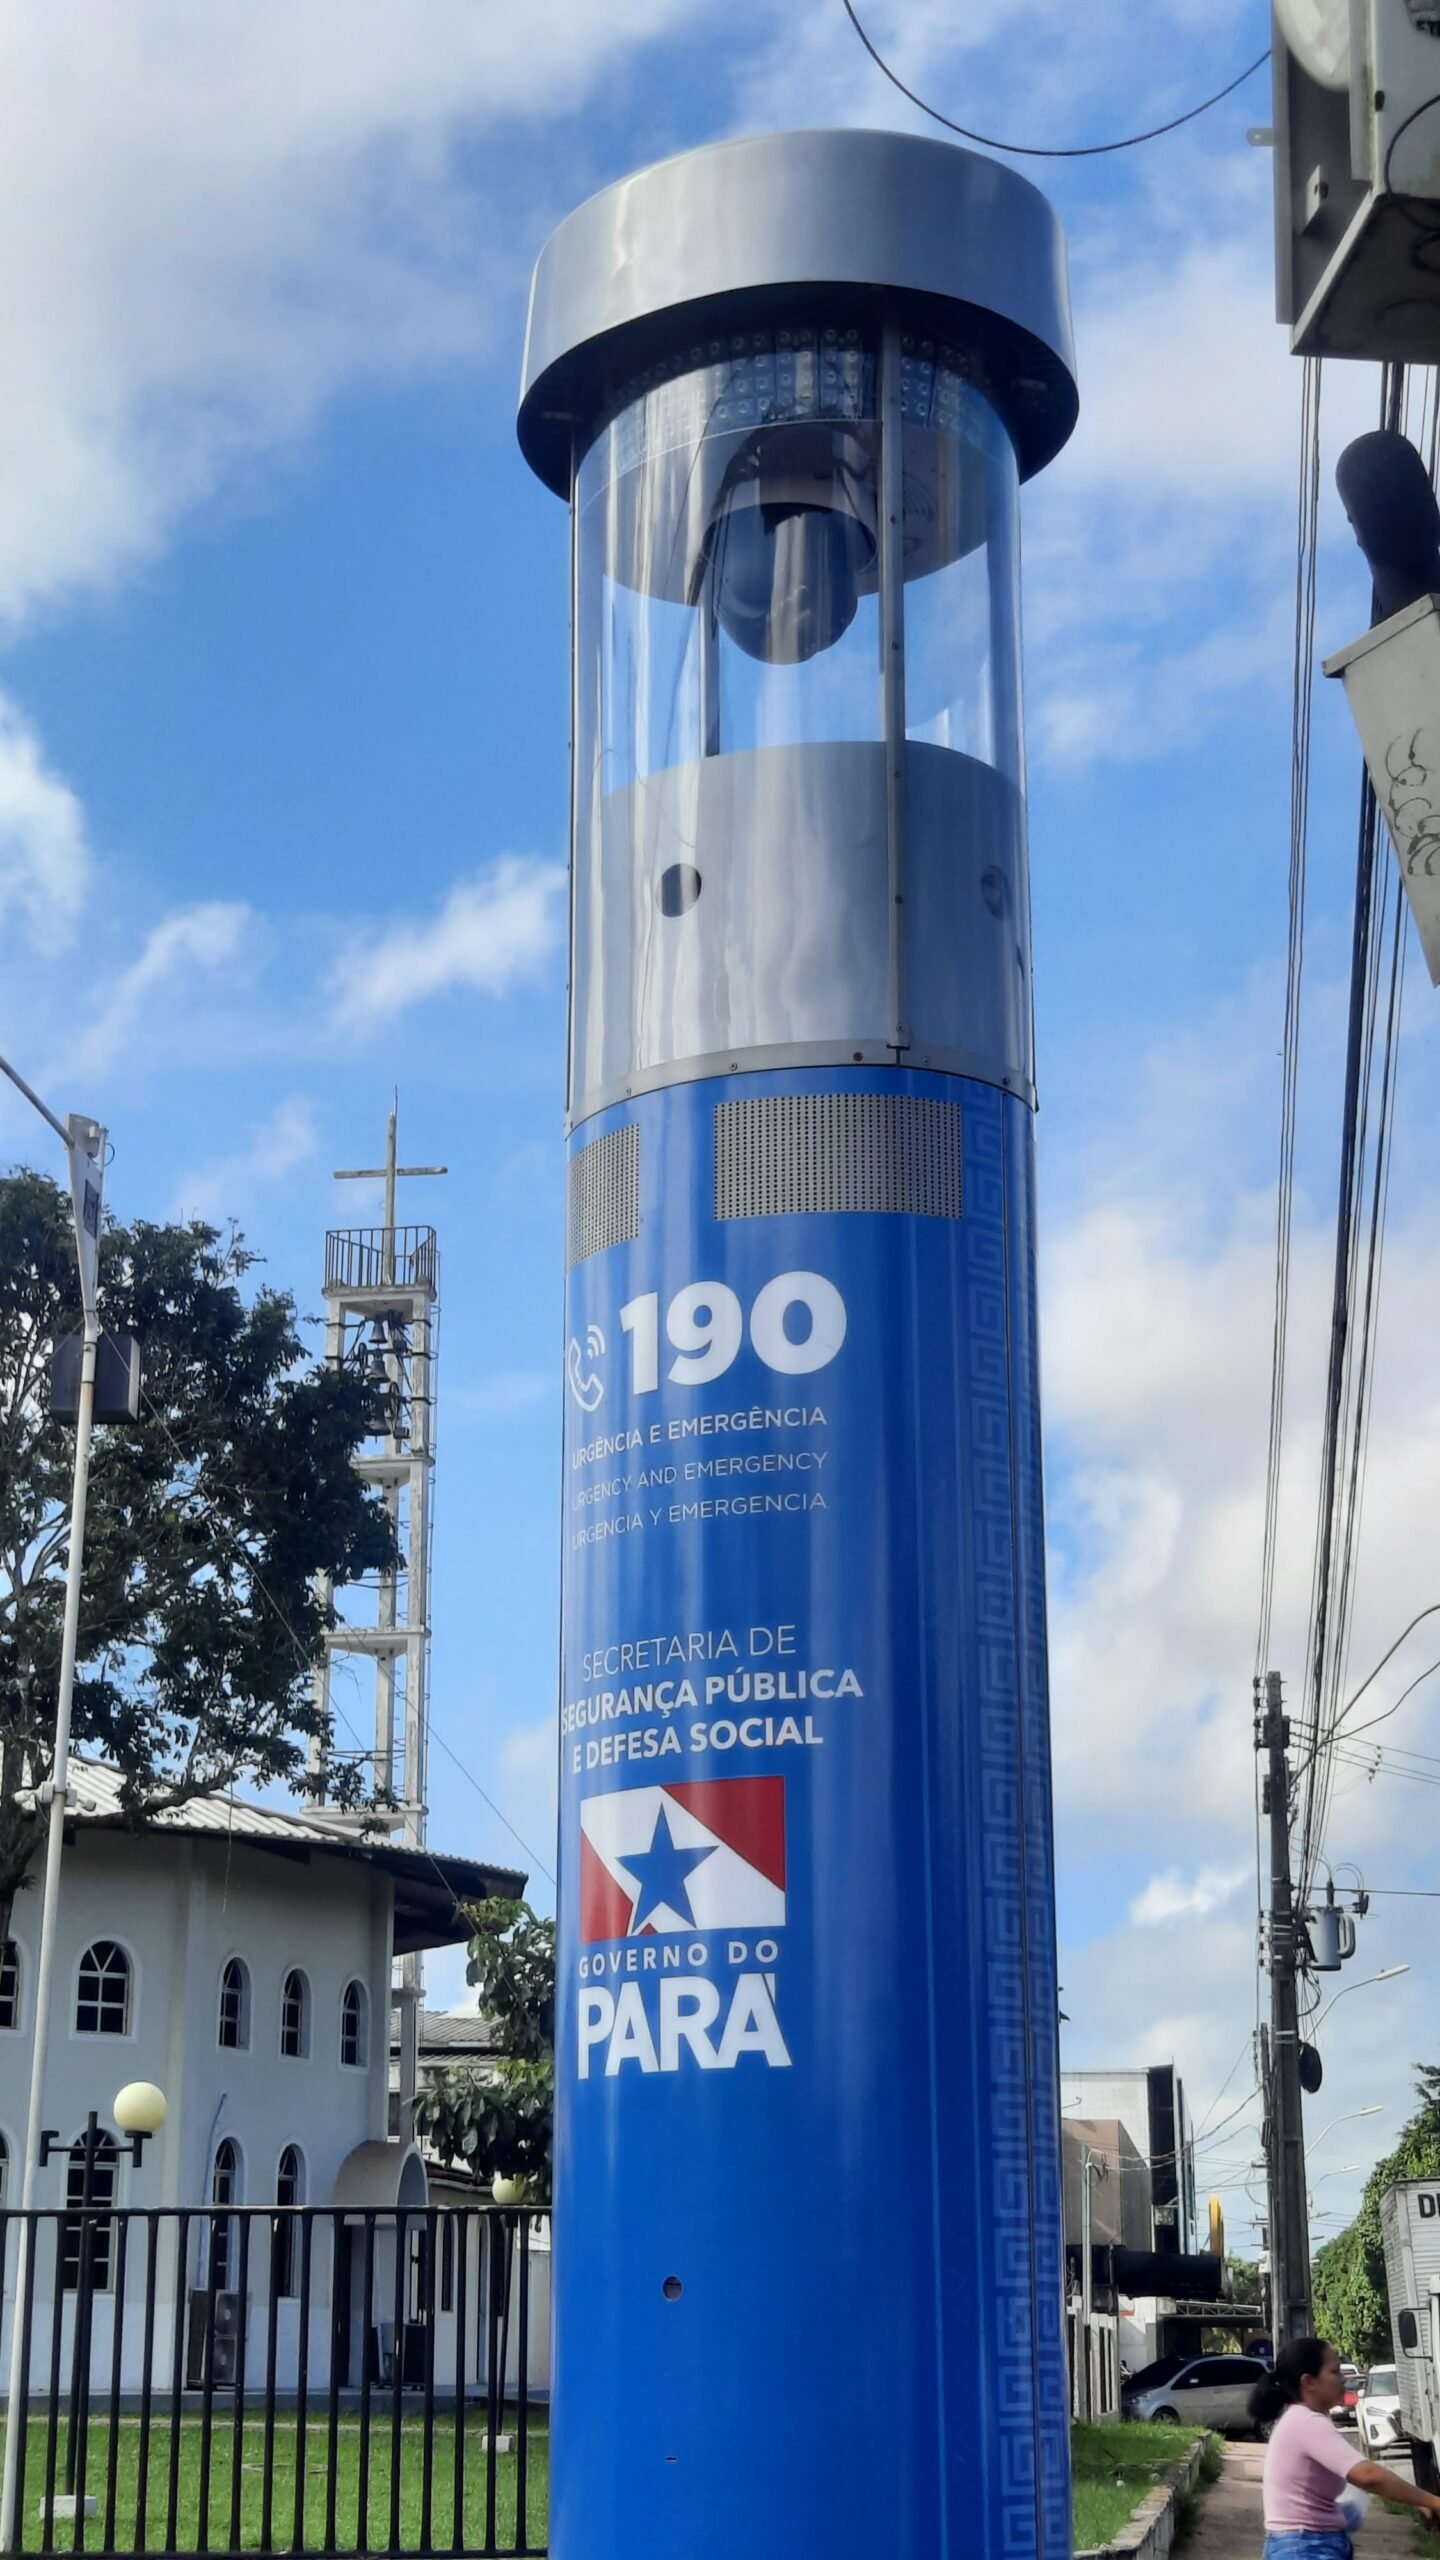 190
URGÊNCIA E EMERGÊNCIA
URGENCY AND EMERGENCY
URGENCIA Y EMERGENCIA
SECRETARIA DE
SEGURANÇA PÚBLICA
E DEFESA SOCIAL
GOVERNO DO
PARÁ